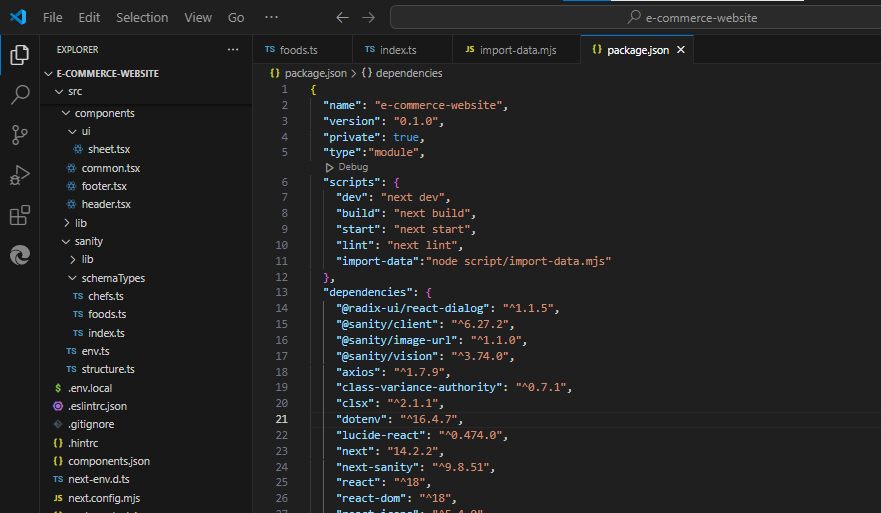 File Edit Selection View Go ··· e-commerce-website
EXPLORER ···
E-COMMERCE-WEBSITE
src
components
ui
sheet.tsx
common.tsx
footer.tsx
header.tsx
lib
sanity
lib
schemaTypes
TS chefs.ts
TS foods.ts
TS index.ts
TS env.ts
TS structure.ts
$ .env.local
.eslintrc.json
.gitignore
{} .hintrc
{} components.json
TS next-env.d.ts
JS next.config.mjs
TS foods.ts TS index.ts JS import-data.mjs {} package.json ×
{} package.json > {} dependencies
1 {
2 "name": "e-commerce-website",
3 "version": "0.1.0",
4 "private": true,
5 "type":"module",
Debug
6 "scripts": {
7 "dev": "next dev",
8 "build": "next build",
9 "start": "next start",
10 "lint": "next lint",
11 "import-data":"node script/import-data.mjs"
12 },
13 "dependencies": {
14 "@radix-ui/react-dialog": "^1.1.5",
15 "@sanity/client": "^6.27.2",
16 "@sanity/image-url": "^1.1.0",
17 "@sanity/vision": "^3.74.0",
18 "axios": "^1.7.9",
19 "class-variance-authority": "^0.7.1",
20 "clsx": "^2.1.1",
21 "dotenv": "^16.4.7",
22 "lucide-react": "^0.474.0",
23 "next": "14.2.2",
24 "next-sanity": "^9.8.51",
25 "react": "^18",
26 "react-dom": "^18",